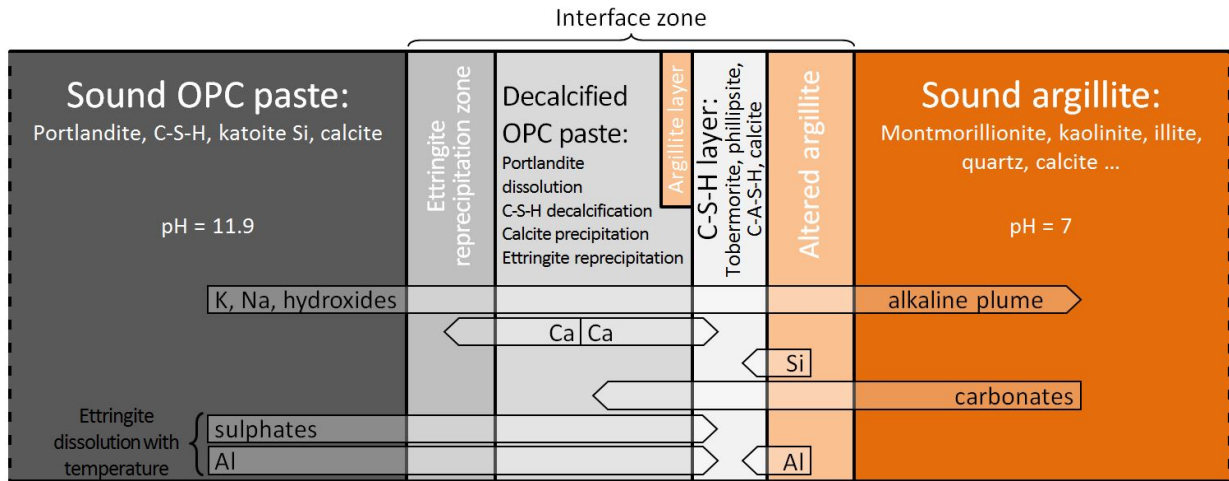 Interface zone
Sound OPC paste:
Portlandite, C-S-H, katoite Si, calcite
pH = 11.9
Ettringite
reprecipitation zone
Decalcified
OPC paste:
Portlandite
dissolution
C-S-H decalcification
Calcite precipitation
Ettringite reprecipitation
Argillite layer
C-S-H layer:
Tobermorite, phillipsite,
C-A-S-H, calcite
Altered argillite
Sound argillite:
Montmorillionite, kaolinite, illite,
quartz, calcite ...
pH = 7
K, Na, hydroxides
alkaline plume
Ca Ca
Si
carbonates
Ettringite
dissolution with
temperature
sulphates
Al
Al